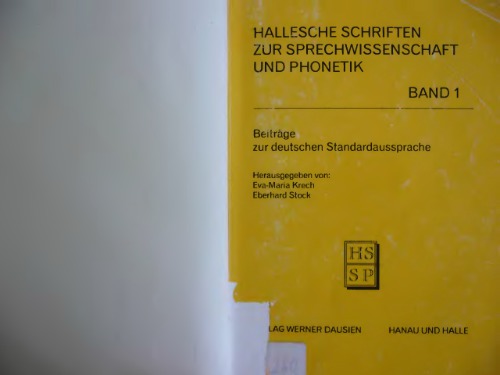 HALLESCHE SCHRIFTEN
ZUR SPRECHWISSENSCHAFT
UND PHONETIK
BAND 1
Beiträge
zur deutschen Standardaussprache
Herausgegeben von:
Eva-Maria Krech
Eberhard Stock
HS
SP
LAG WERNER DAUSIEN HANAU UND HALLE